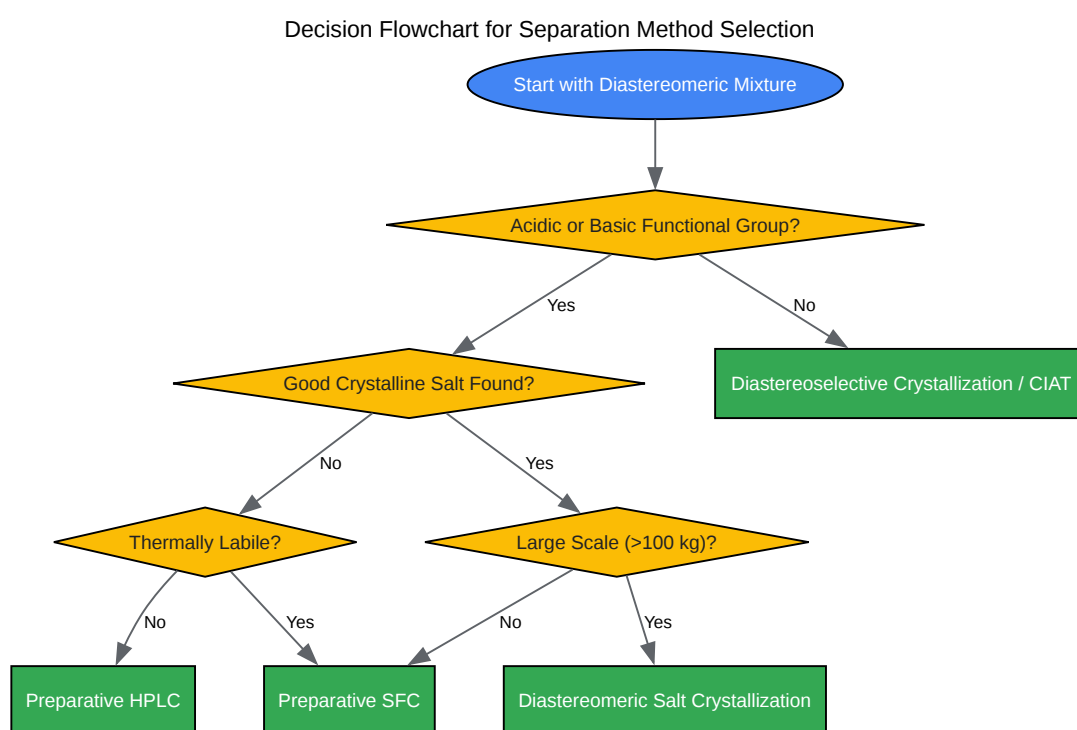 Decision Flowchart for Separation Method Selection
Start with Diastereomeric Mixture
Acidic or Basic Functional Group?
Yes
No
Good Crystalline Salt Found?
Diastereoselective Crystallization / CIAT
No
Yes
Thermally Labile?
Large Scale (>100 kg)?
No
Yes
No
Yes
Preparative HPLC
Preparative SFC
Diastereomeric Salt Crystallization